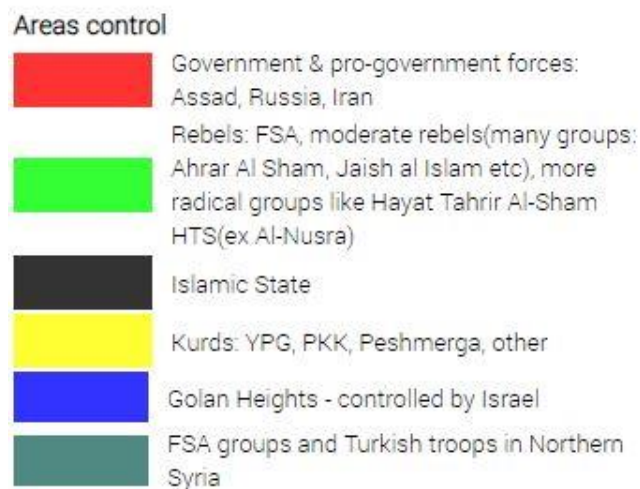 Areas control
Government & pro-government forces:
Assad, Russia, Iran
Rebels: FSA, moderate rebels(many groups:
Ahrar Al Sham, Jaish al Islam etc), more
radical groups like Hayat Tahrir Al-Sham
HTS(ex.Al-Nusra)
Islamic State
Kurds: YPG, PKK, Peshmerga, other
Golan Heights - controlled by Israel
FSA groups and Turkish troops in Northern
Syria